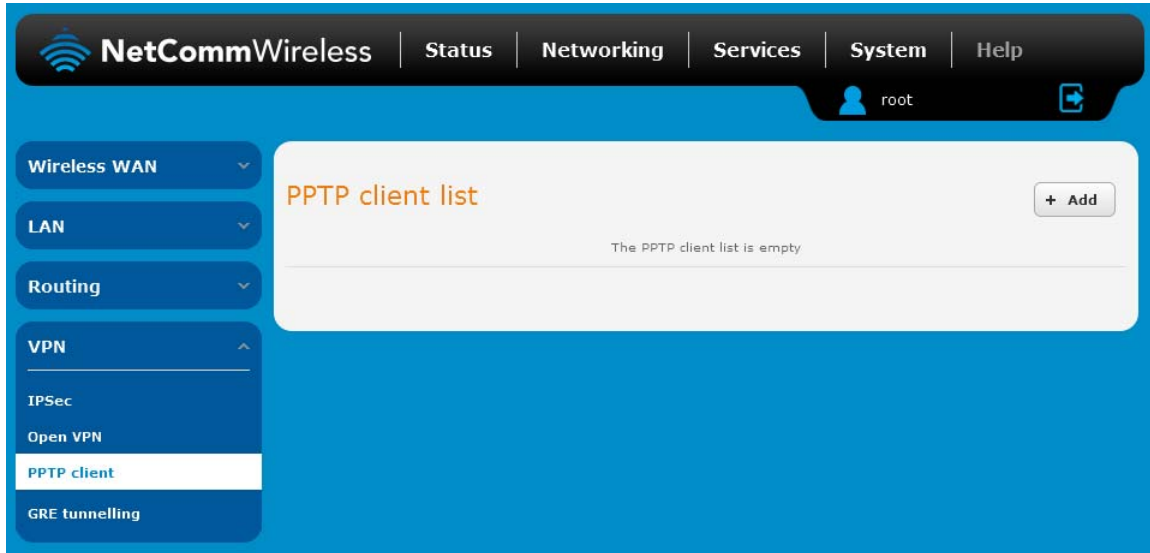 NetCommWireless Status Networking Services System Help
root
Wireless WAN
LAN
Routing
VPN
IPSec
Open VPN
PPTP client
GRE tunnelling
PPTP client list
+ Add
The PPTP client list is empty